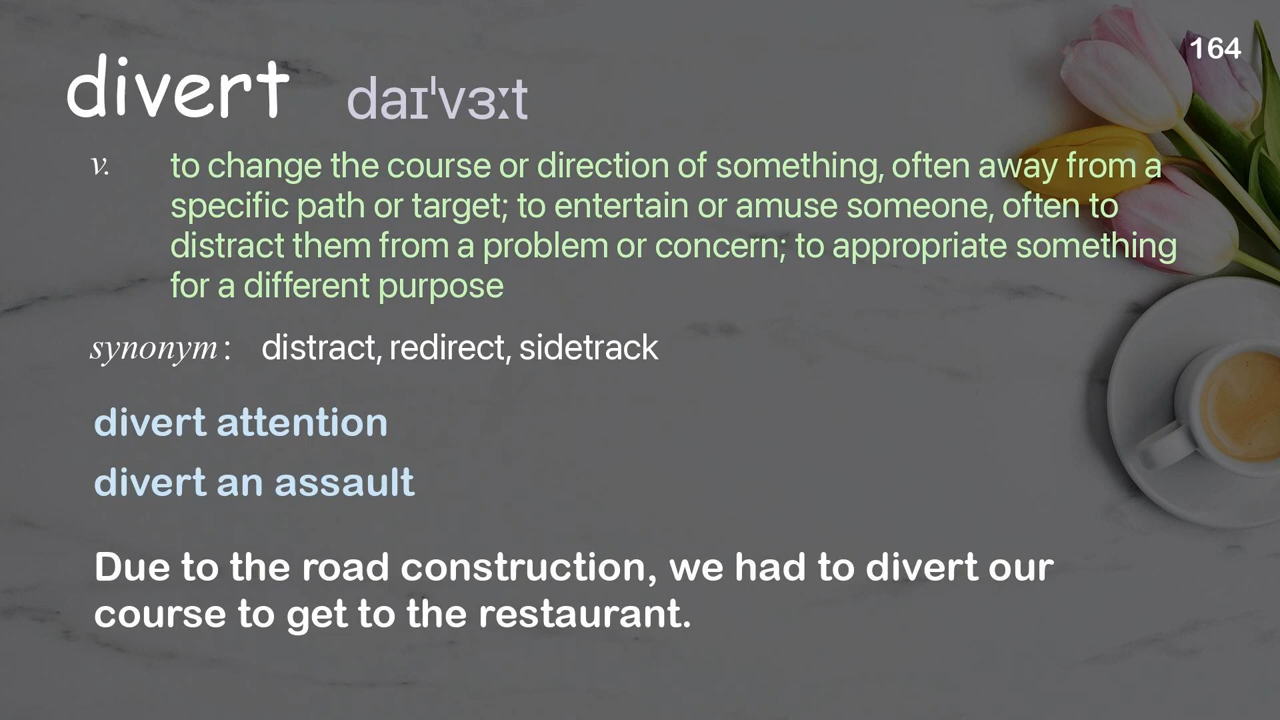 164
divert daɪˈvɜːt
v. to change the course or direction of something, often away from a
specific path or target; to entertain or amuse someone, often to
distract them from a problem or concern; to appropriate something
for a different purpose
synonym : distract, redirect, sidetrack
divert attention
divert an assault
Due to the road construction, we had to divert our
course to get to the restaurant.